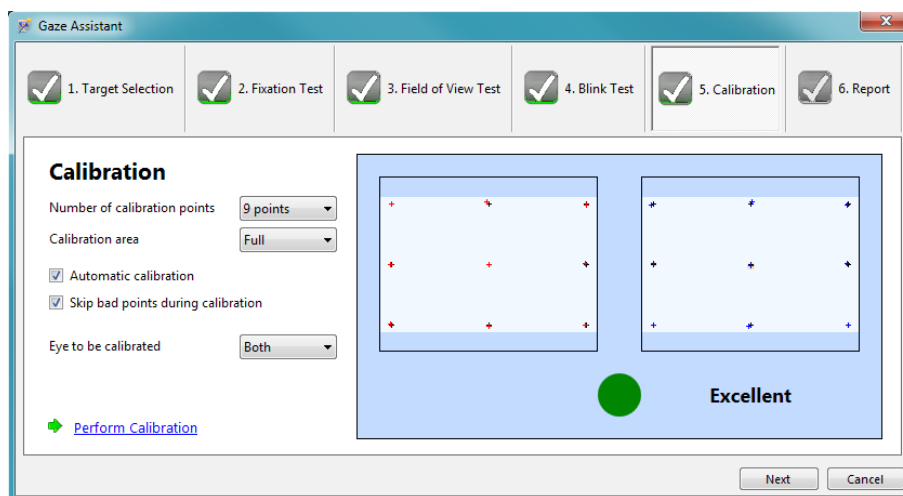 Gaze Assistant
1. Target Selection
2. Fixation Test
3. Field of View Test
4. Blink Test
5. Calibration
6. Report
Calibration
Number of calibration points 9 points
Calibration area Full
Automatic calibration
Skip bad points during calibration
Eye to be calibrated Both
Excellent
Perform Calibration
Next Cancel